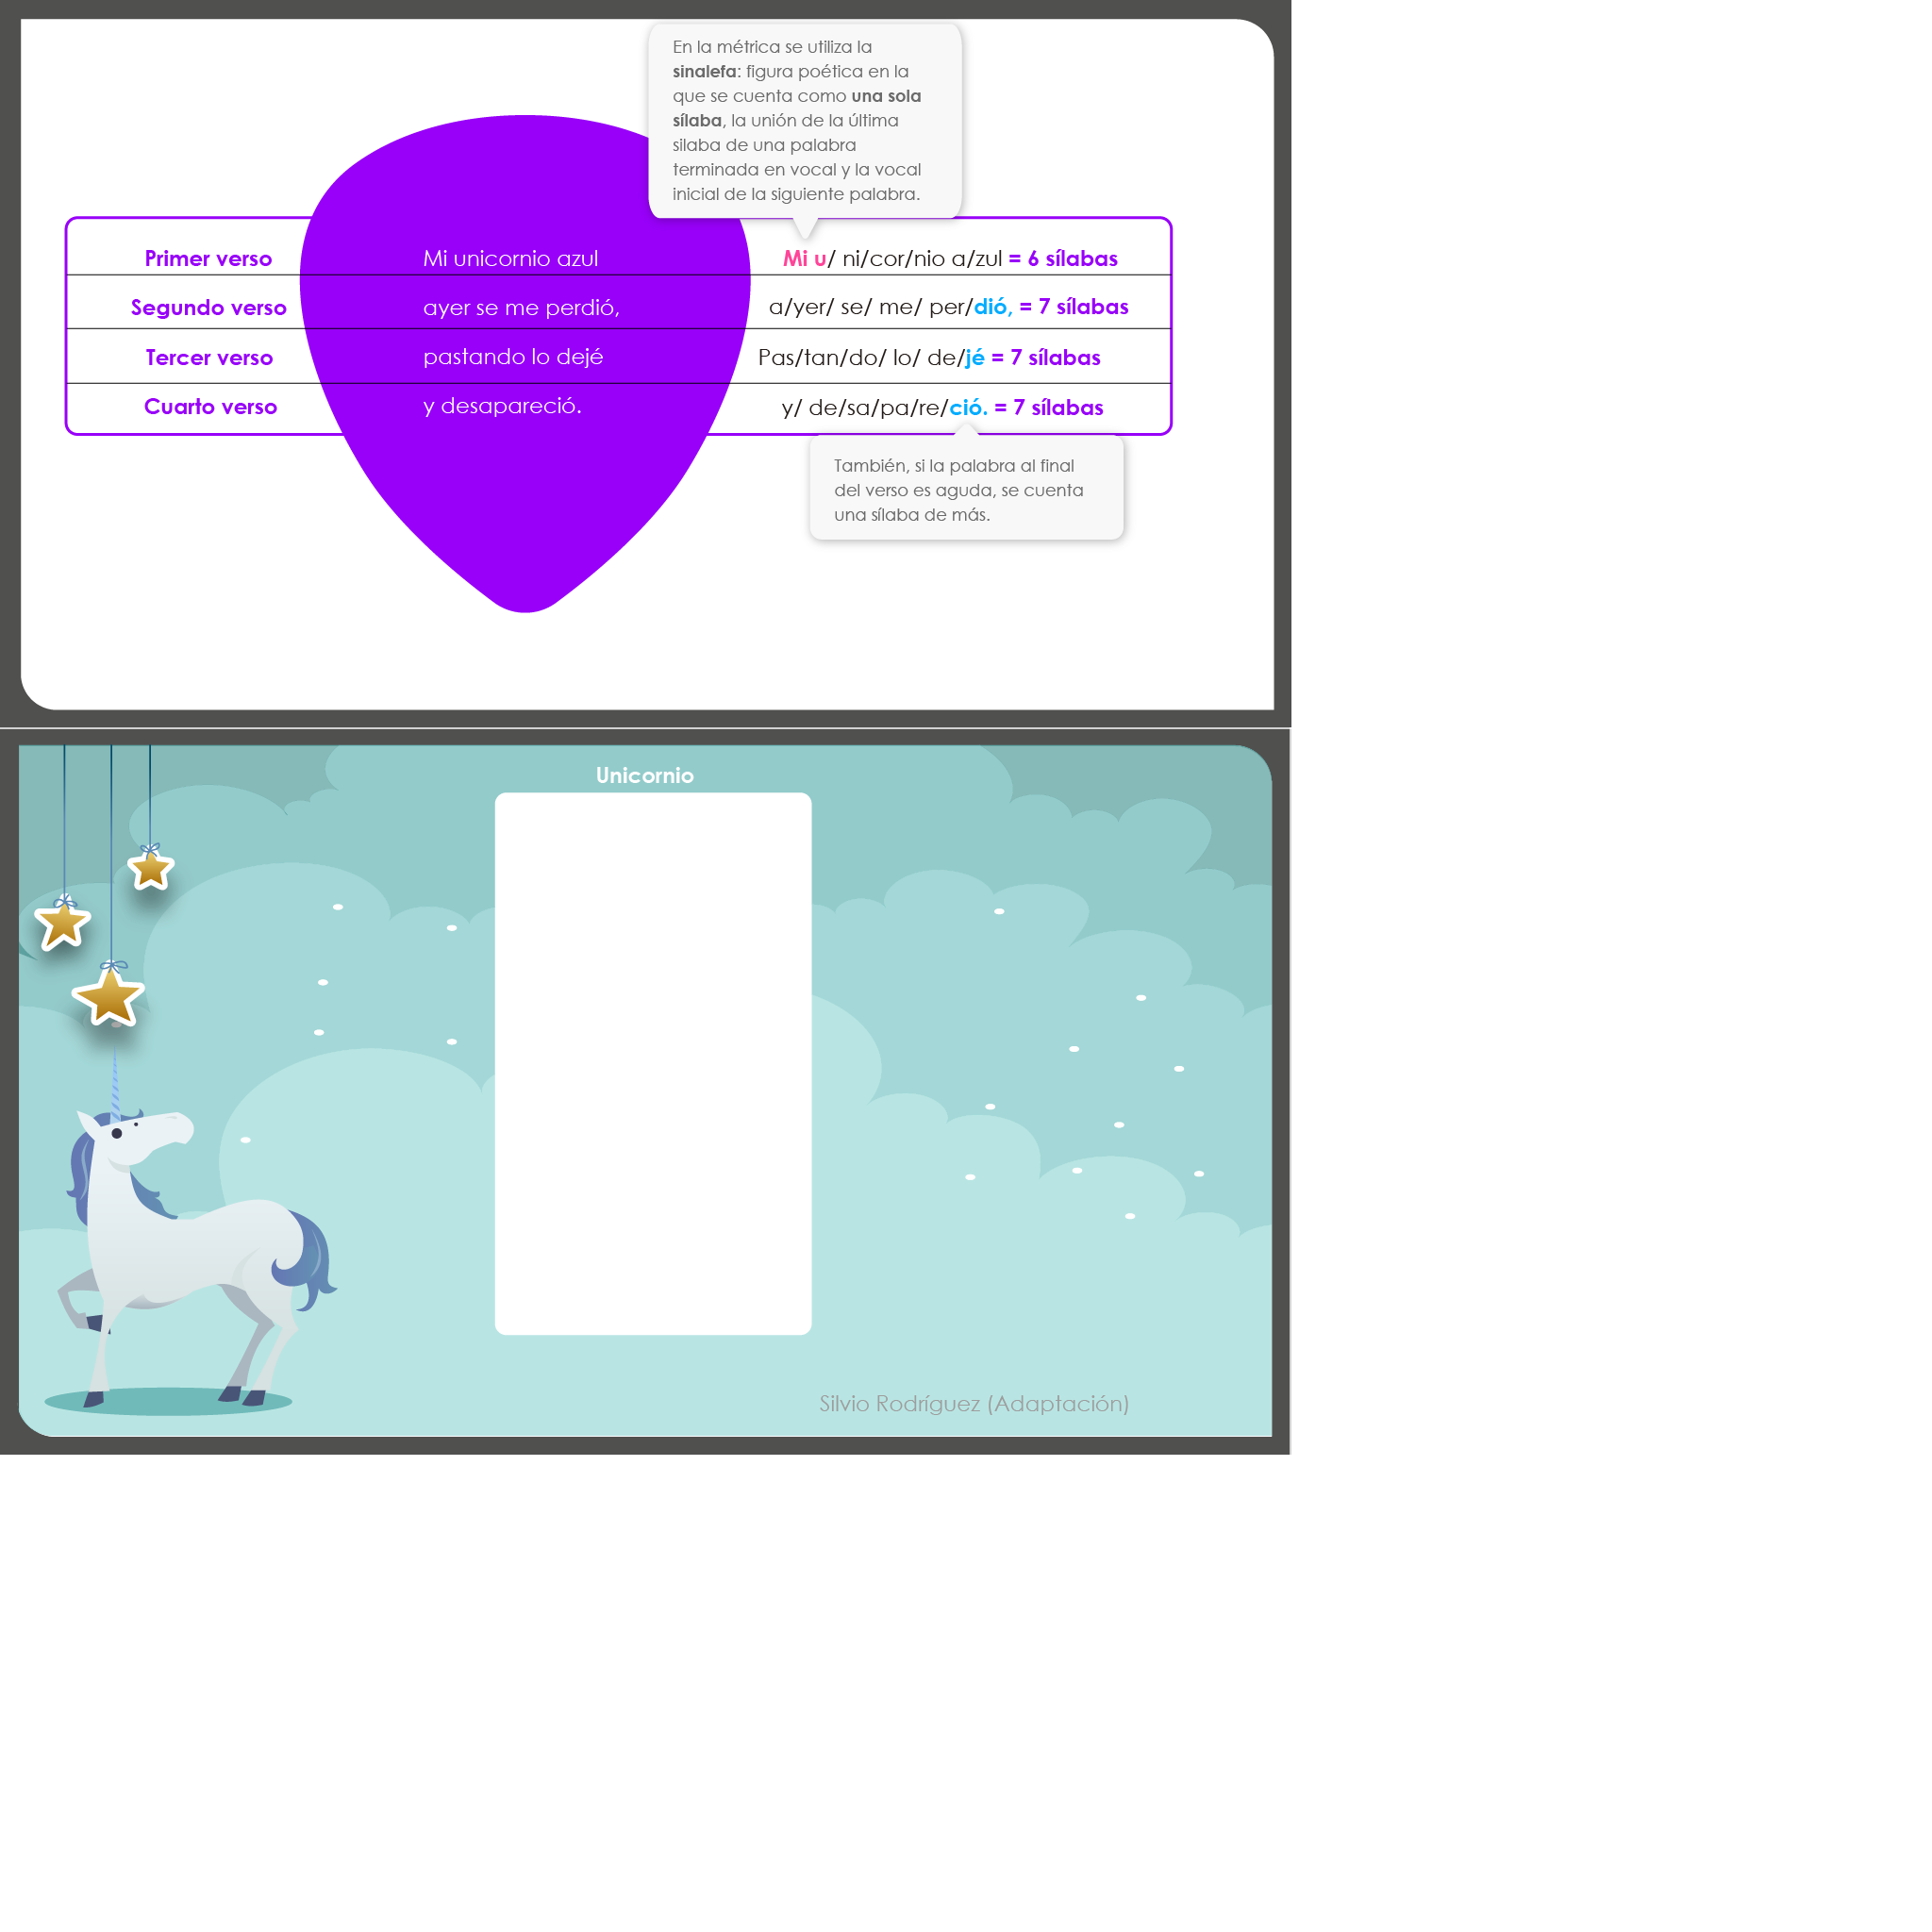 En la métrica se utiliza la
sinalefa: figura poética en la
que se cuenta como una sola
sílaba, la unión de la última
silaba de una palabra
terminada en vocal y la vocal
inicial de la siguiente palabra.
Primer verso Mi unicornio azul Mi u/ ni/cor/nio a/zul = 6 sílabas
Segundo verso ayer se me perdió, a/yer/ se/ me/ per/dió, = 7 sílabas
Tercer verso pastando lo dejé Pas/tan/do/ lo/ de/jé = 7 sílabas
Cuarto verso y desapareció. y/ de/sa/pa/re/ció. = 7 sílabas
También, si la palabra al final
del verso es aguda, se cuenta
una sílaba de más.
Unicornio
Silvio Rodríguez (Adaptación)